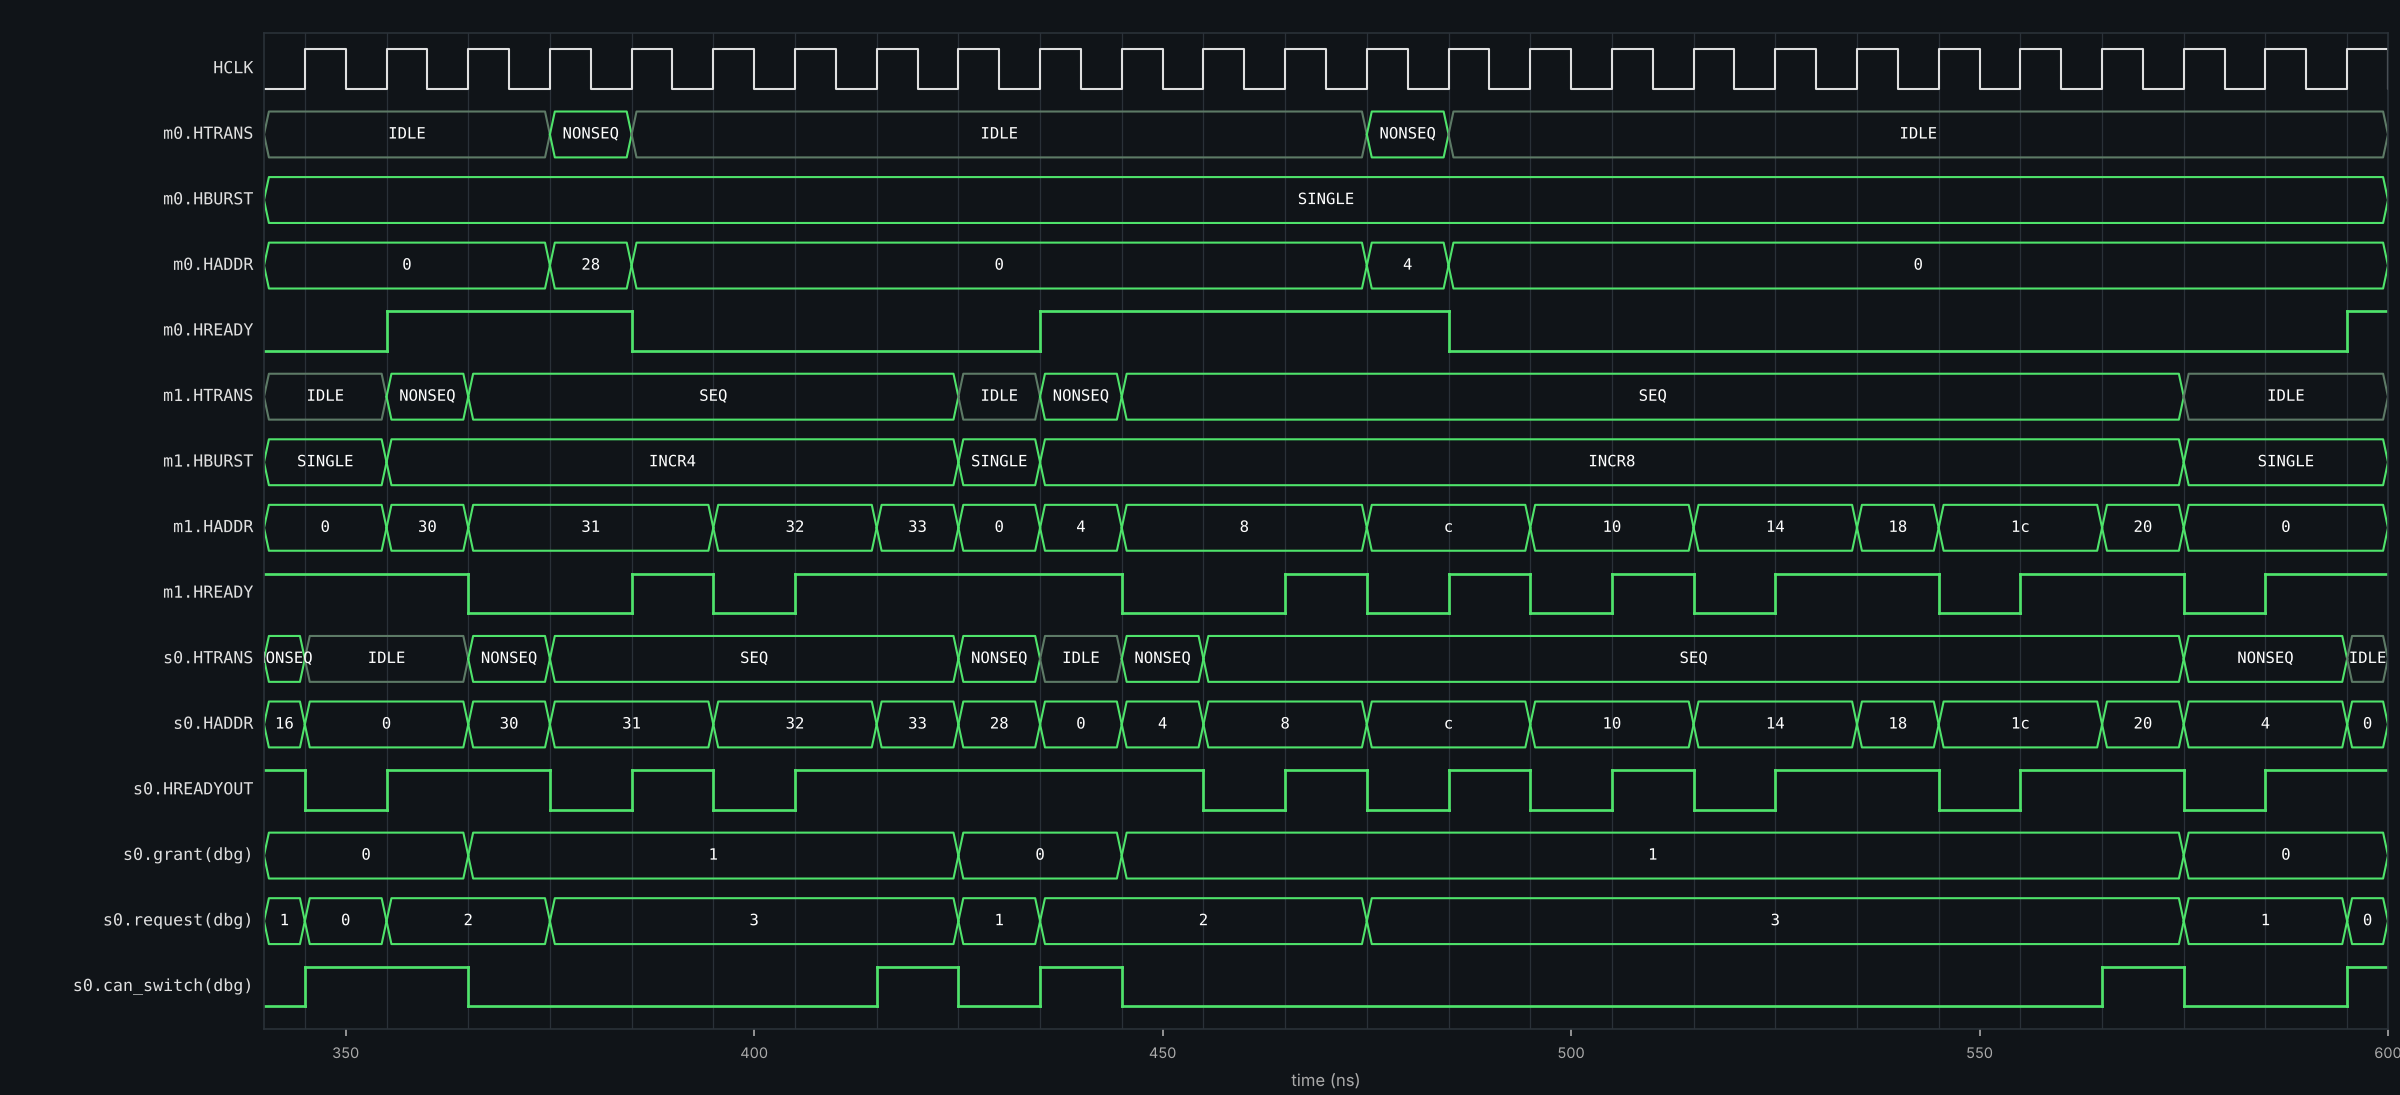 HCLK
m0.HTRANS IDLE NONSEQ IDLE NONSEQ IDLE
m0.HBURST SINGLE
m0.HADDR 0 28 0 4 0
m0.HREADY
m1.HTRANS IDLE NONSEQ SEQ IDLE NONSEQ SEQ IDLE
m1.HBURST SINGLE INCR4 SINGLE INCR8 SINGLE
m1.HADDR 0 30 31 32 33 0 4 8 c 10 14 18 1c 20 0
m1.HREADY
s0.HTRANS ONSEQ IDLE NONSEQ SEQ NONSEQ IDLE NONSEQ SEQ NONSEQ IDLE
s0.HADDR 16 0 30 31 32 33 28 0 4 8 c 10 14 18 1c 20 4 0
s0.HREADYOUT
s0.grant(dbg) 0 1 0 1 0
s0.request(dbg) 1 0 2 3 1 2 3 1 0
s0.can_switch(dbg)
350 400 450 500 550 600
time (ns)